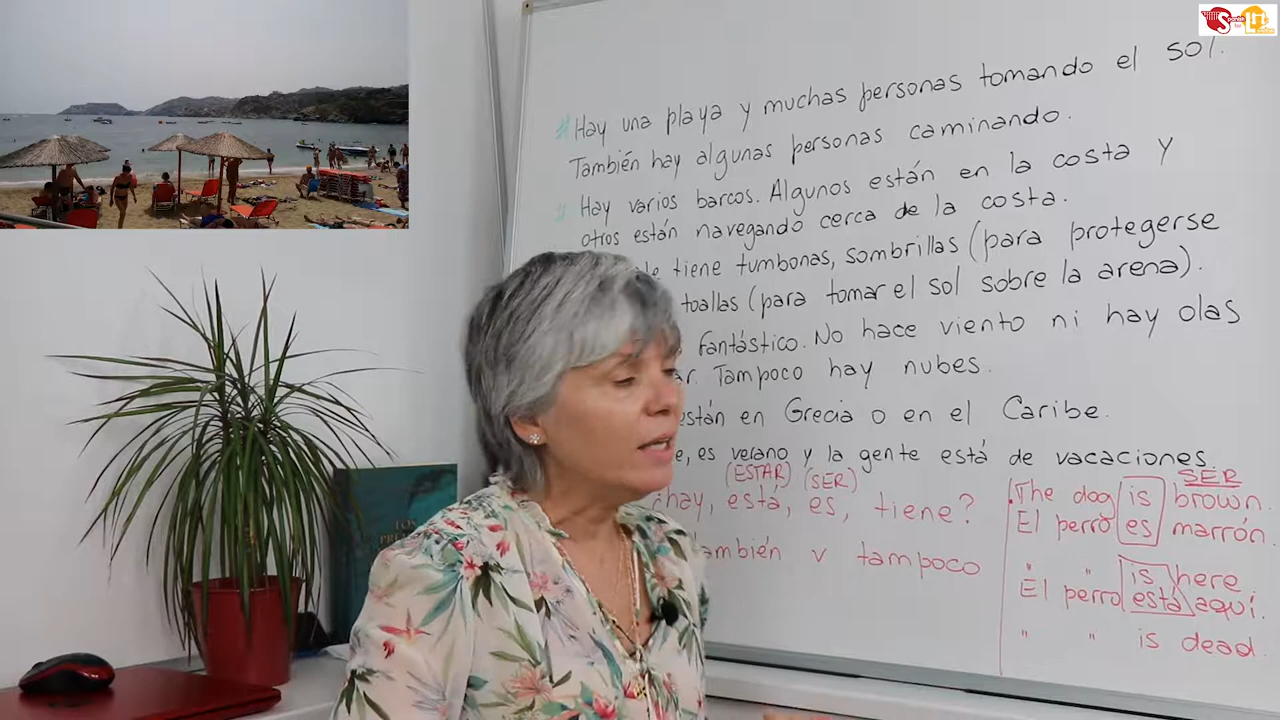 # Hay una playa y muchas personas tomando el sol.
También hay algunas personas caminando.
# Hay varios barcos. Algunos están en la costa y
otros están navegando cerca de la costa.
tiene tumbonas, sombrillas (para protegerse
toallas (para tomar el sol sobre la arena).
fantástico. No hace viento ni hay olas
ar. Tampoco hay nubes.
están en Grecia o en el Caribe.
e, es verano y la gente está de vacaciones.
(ESTAR) (SER)
¿hay, está, es, tiene?
también y tampoco
SER
The dog is brown.
El perro es marrón.
" " is here
El perro está aquí.
" " is dead
LOS